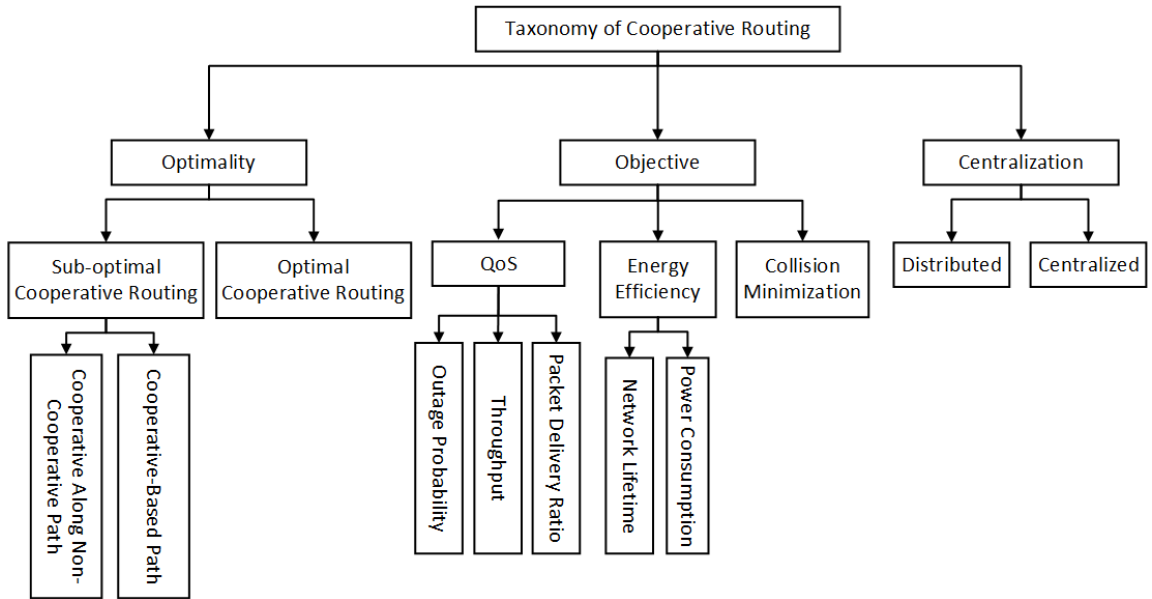 Taxonomy of Cooperative Routing
Optimality
Objective
Centralization
Sub-optimal
Cooperative Routing
Optimal
Cooperative Routing
QoS
Energy
Efficiency
Collision
Minimization
Distributed
Centralized
Cooperative Along Non-
Cooperative Path
Cooperative-Based Path
Outage Probability
Throughput
Packet Delivery Ratio
Network Lifetime
Power Consumption